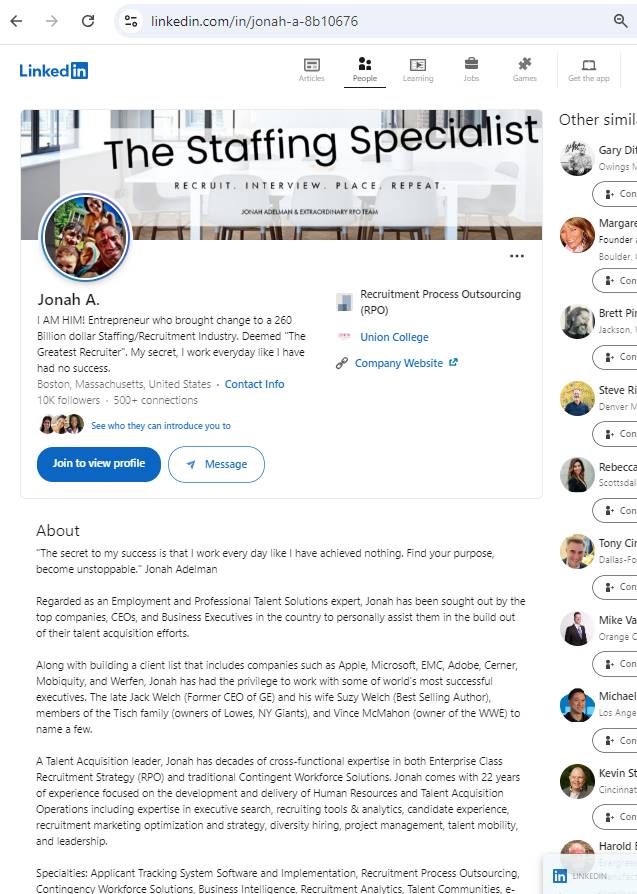 linkedin.com/in/jonah-a-8b10676
Linkedin
Articles
People
Learning
Jobs
Games
Get the app
The Staffing Specialist
RECRUIT. INTERVIEW. PLACE. REPEAT.
JONAH ADELMAN & EXTRAORDINARY RPO TEAM
Jonah A.
I AM HIM! Entrepreneur who brought change to a 260
Billion dollar Staffing/Recruitment Industry. Deemed "The
Greatest Recruiter". My secret, I work everyday like I have
had no success.
Boston, Massachusetts, United States · Contact Info
10K followers · 500+ connections
See who they can introduce you to
Join to view profile
Message
Recruitment Process Outsourcing
(RPO)
Union College
Company Website
About
"The secret to my success is that I work every day like I have achieved nothing. Find your purpose,
become unstoppable." Jonah Adelman
Regarded as an Employment and Professional Talent Solutions expert, Jonah has been sought out by the
top companies, CEOs, and Business Executives in the country to personally assist them in the build out
of their talent acquisition efforts.
Along with building a client list that includes companies such as Apple, Microsoft, EMC, Adobe, Cerner,
Mobiquity, and Werfen, Jonah has had the privilege to work with some of world's most successful
executives. The late Jack Welch (Former CEO of GE) and his wife Suzy Welch (Best Selling Author),
members of the Tisch family (owners of Lowes, NY Giants), and Vince McMahon (owner of the WWE) to
name a few.
A Talent Acquisition leader, Jonah has decades of cross-functional expertise in both Enterprise Class
Recruitment Strategy (RPO) and traditional Contingent Workforce Solutions. Jonah comes with 22 years
of experience focused on the development and delivery of Human Resources and Talent Acquisition
Operations including expertise in executive search, recruiting tools & analytics, candidate experience,
recruitment marketing optimization and strategy, diversity hiring, project management, talent mobility,
and leadership.
Specialties: Applicant Tracking System Software and Implementation, Recruitment Process Outsourcing,
Contingency Workforce Solutions, Business Intelligence, Recruitment Analytics, Talent Communities, e-
Other simila
Gary Dif
Owings M
Con
Margare
Founder a
Boulder, C
Con
Brett Pir
Jackson, 
Con
Steve Ri
Denver M
Con
Rebecca
Scottsdal
Con
Tony Cir
Dallas-Fo
Con
Mike Va
Orange C
Con
Michael
Los Ange
Con
Kevin St
Cincinnat
Con
Harold B
LINKEDIN